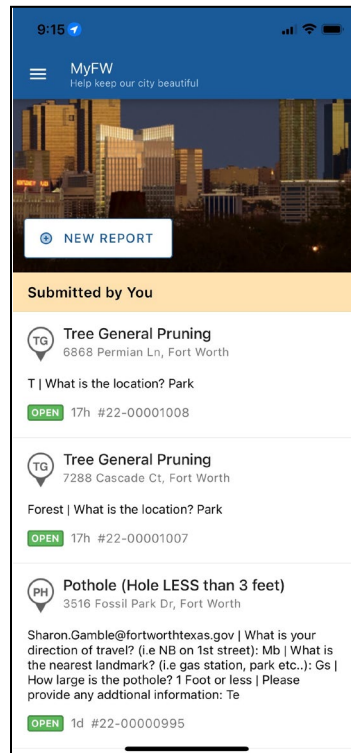 9:15
MyFW
Help keep our city beautiful
NEW REPORT
Submitted by You
TG
Tree General Pruning
6868 Permian Ln, Fort Worth
T | What is the location? Park
OPEN 17h #22-00001008
TG
Tree General Pruning
7288 Cascade Ct, Fort Worth
Forest | What is the location? Park
OPEN 17h #22-00001007
PH
Pothole (Hole LESS than 3 feet)
3516 Fossil Park Dr, Fort Worth
Sharon.Gamble@fortworthtexas.gov | What is your
direction of travel? (i.e NB on 1st street): Mb | What is
the nearest landmark? (i.e gas station, park etc..): Gs |
How large is the pothole? 1 Foot or less | Please
provide any addtional information: Te
OPEN 1d #22-00000995